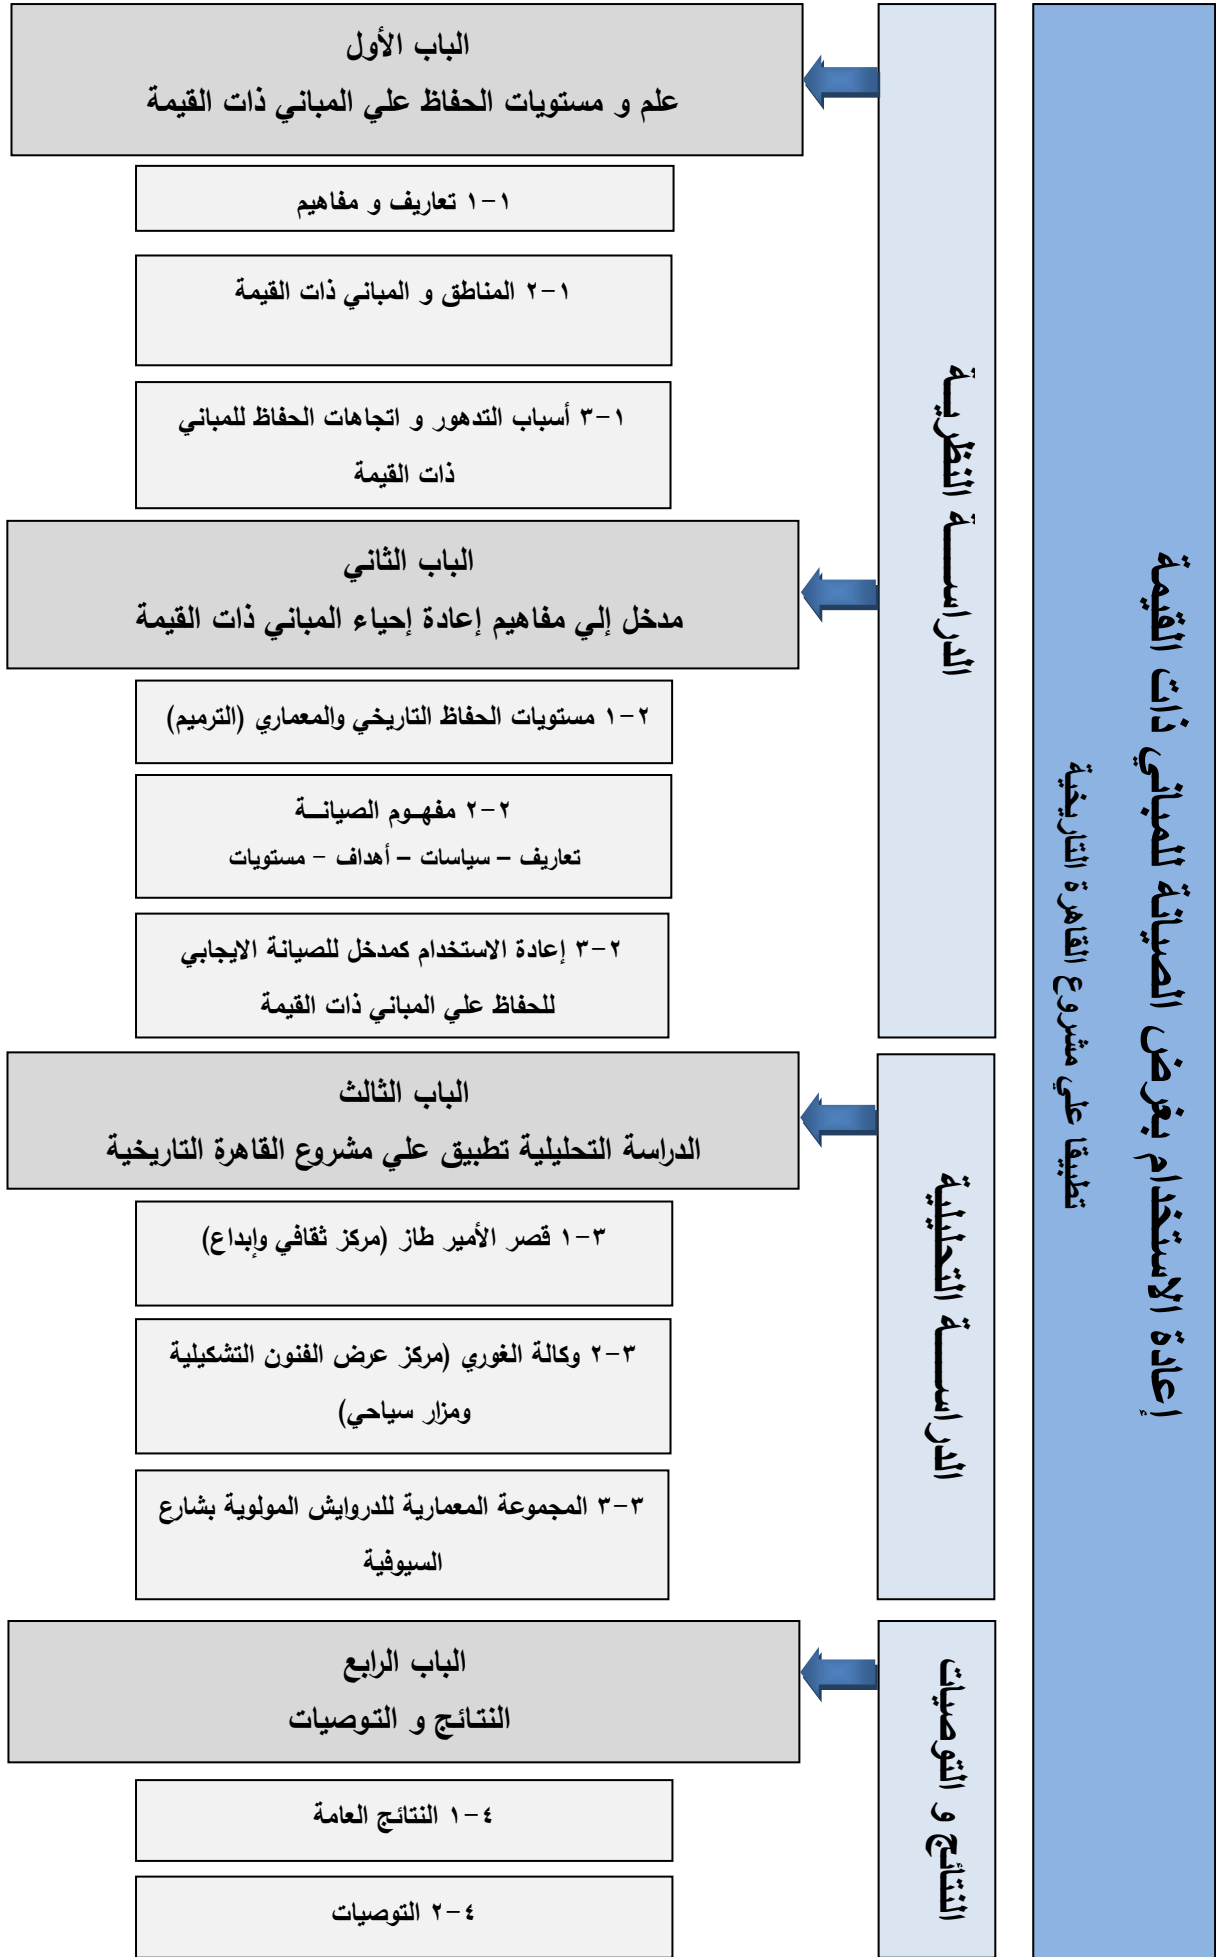 إعادة الاستخدام بغرض الصيانة للمباني ذات القيمة
تطبيقا علي مشروع القاهرة التاريخية
الدراســـــة النظريــة
الباب الأول
علم و مستويات الحفاظ علي المباني ذات القيمة
١-١ تعاريف و مفاهيم
١-٢ المناطق و المباني ذات القيمة
١-٣ أسباب التدهور و اتجاهات الحفاظ للمباني
ذات القيمة
الباب الثاني
مدخل إلي مفاهيم إعادة إحياء المباني ذات القيمة
٢-١ مستويات الحفاظ التاريخي والمعماري (الترميم)
٢-٢ مفهــوم الصيانــة
تعاريف – سياسات – أهداف - مستويات
٢-٣ إعادة الاستخدام كمدخل للصيانة الايجابي
للحفاظ علي المباني ذات القيمة
الدراســـــة التحليلية
الباب الثالث
الدراسة التحليلية تطبيق علي مشروع القاهرة التاريخية
٣-١ قصر الأمير طاز (مركز ثقافي وإبداع)
٣-٢ وكالة الغوري (مركز عرض الفنون التشكيلية
ومزار سياحي)
٣-٣ المجموعة المعمارية للدروايش المولوية بشارع
السيوفية
النتائج و التوصيات
الباب الرابع
النتائج و التوصيات
٤-١ النتائج العامة
٤-٢ التوصيات